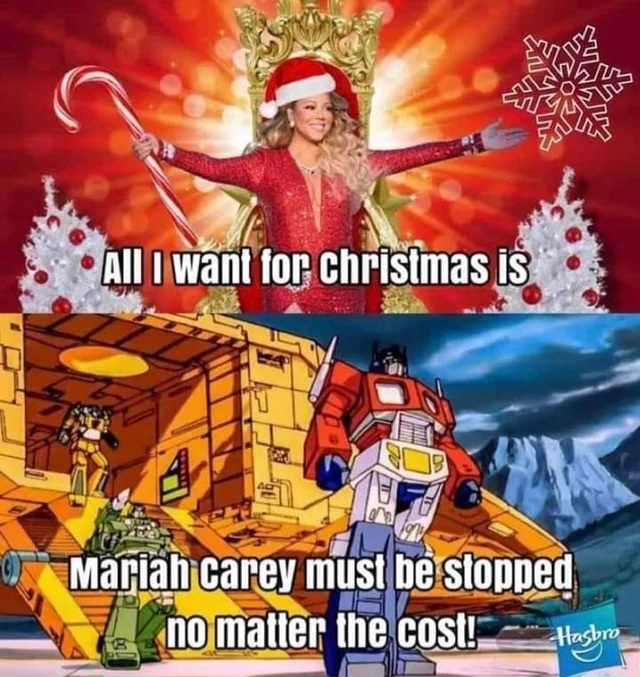 All I want for Christmas is
Mariah carey must be stopped
no matter the cost!
Hasbro